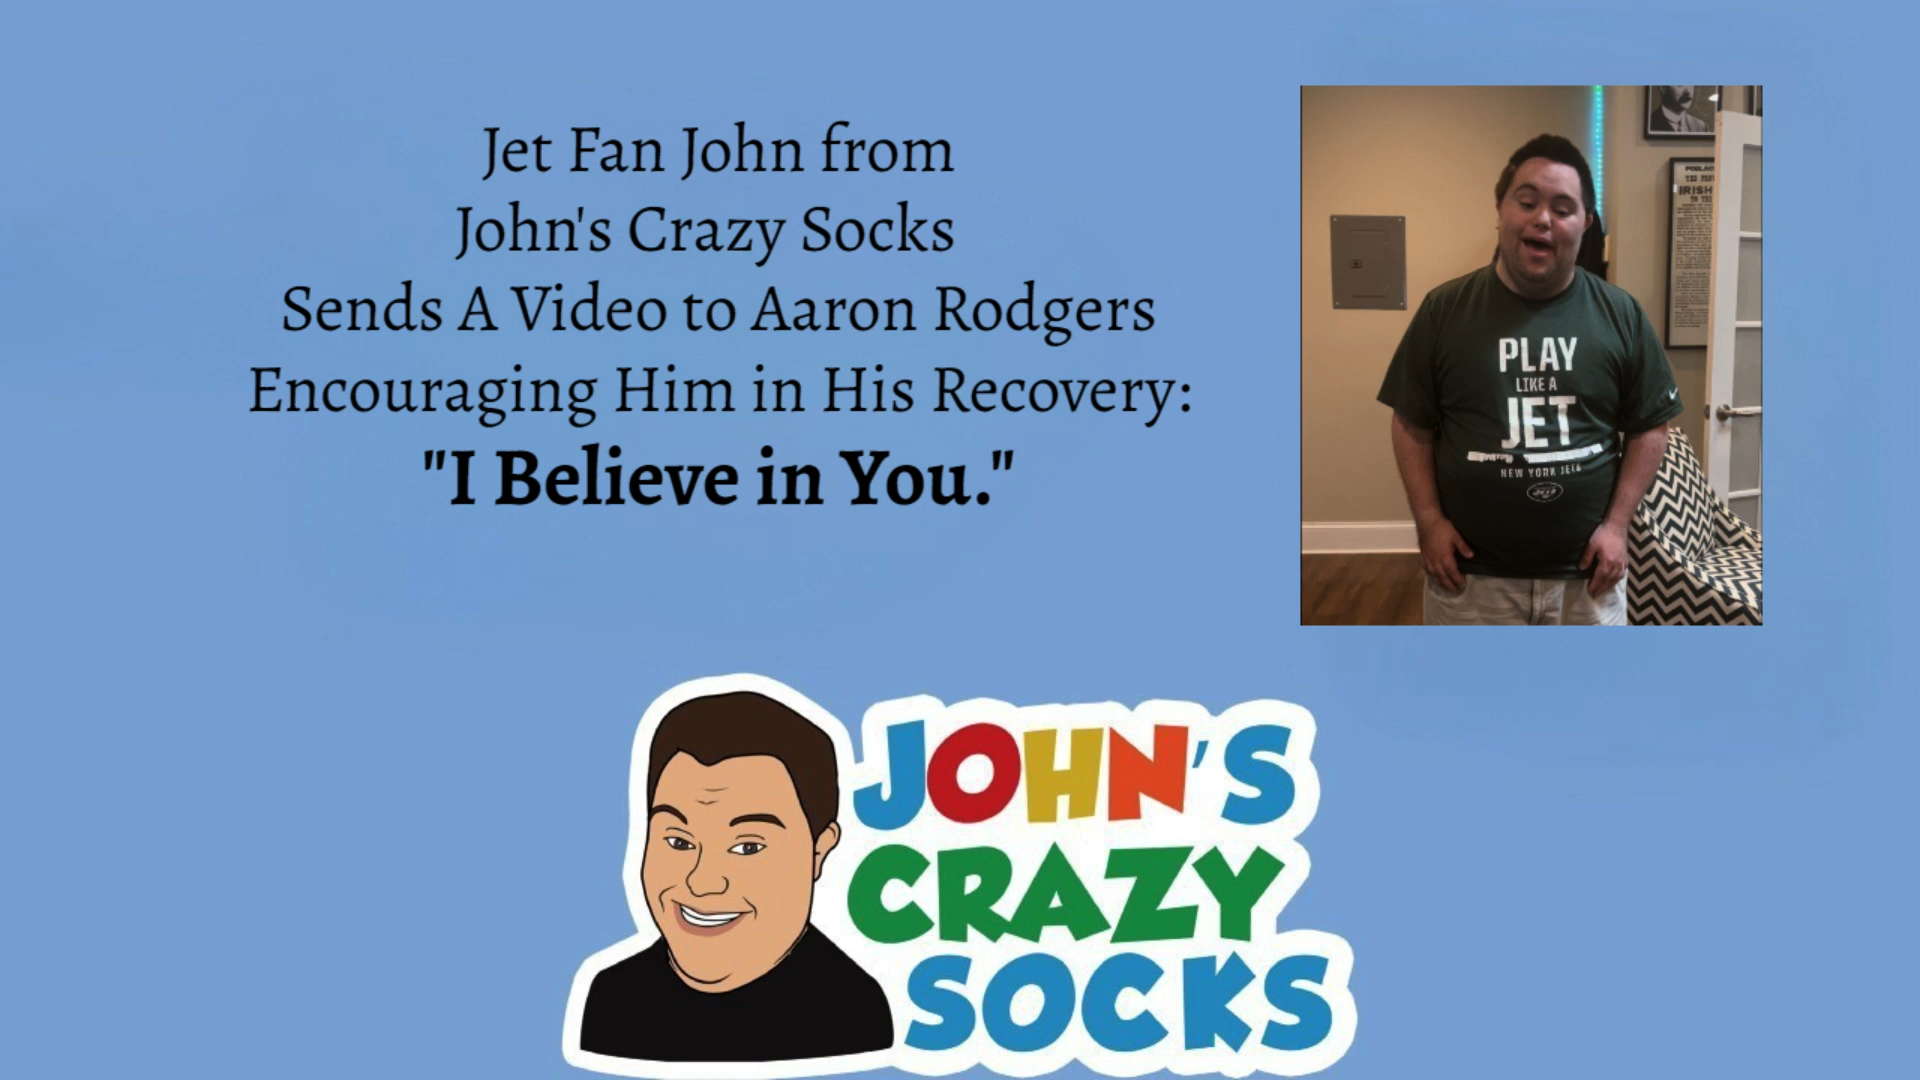 Jet Fan John from
John's Crazy Socks
Sends A Video to Aaron Rodgers
Encouraging Him in His Recovery:
"I Believe in You."
IRISH
PLAY
LIKE A
JET
NEW YORK JETS
JOHN'S
CRAZY
SOCKS